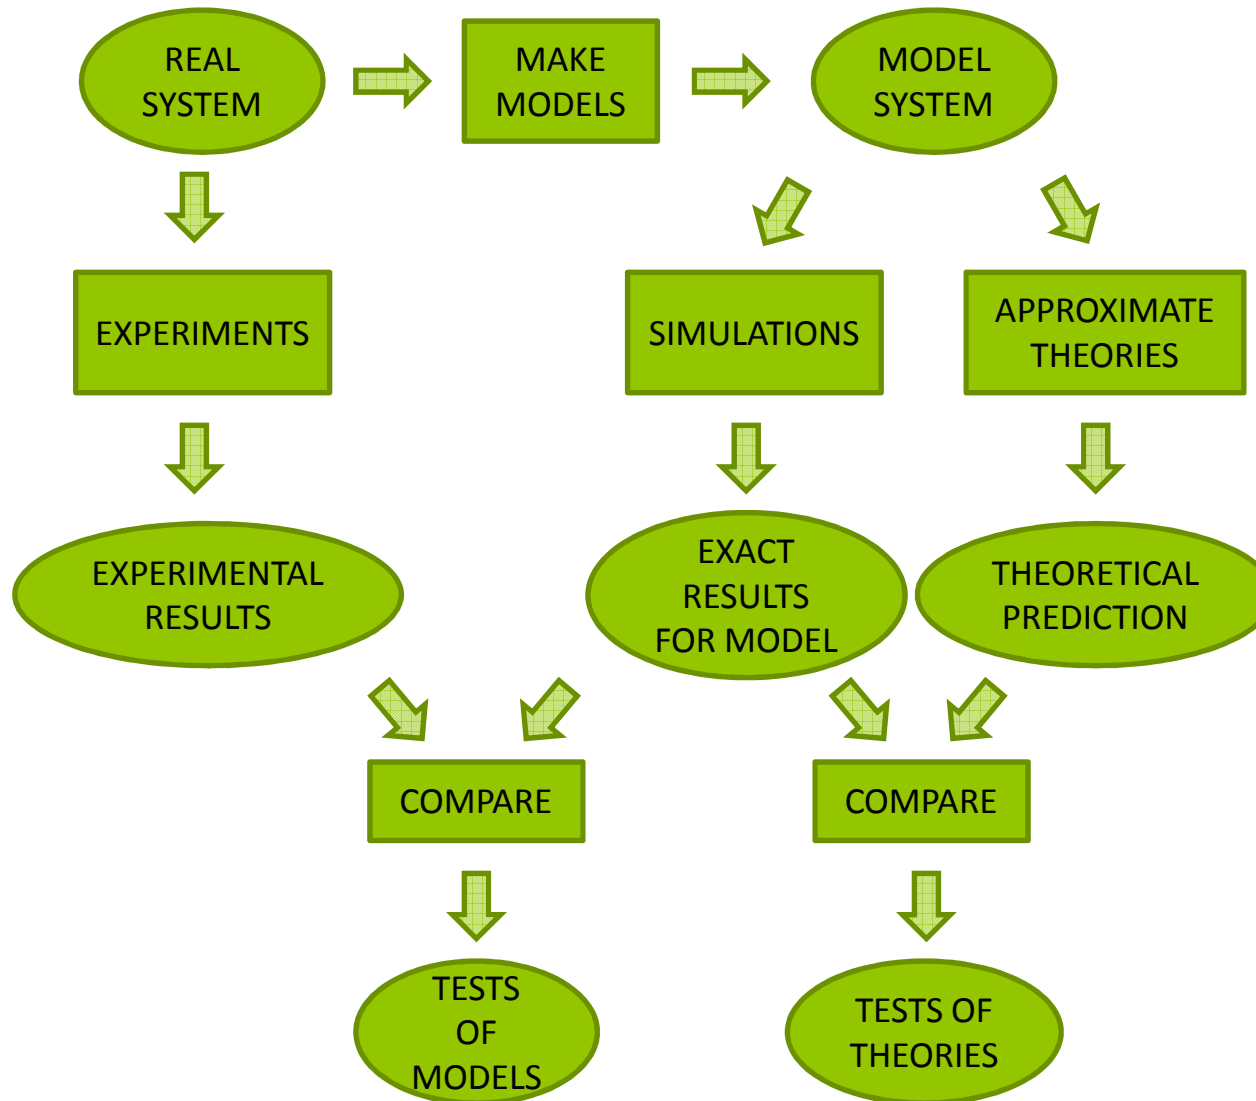 REAL
SYSTEM
MAKE
MODELS
MODEL
SYSTEM
EXPERIMENTS
SIMULATIONS
APPROXIMATE
THEORIES
EXPERIMENTAL
RESULTS
EXACT
RESULTS
FOR MODEL
THEORETICAL
PREDICTION
COMPARE
COMPARE
TESTS
OF
MODELS
TESTS OF
THEORIES